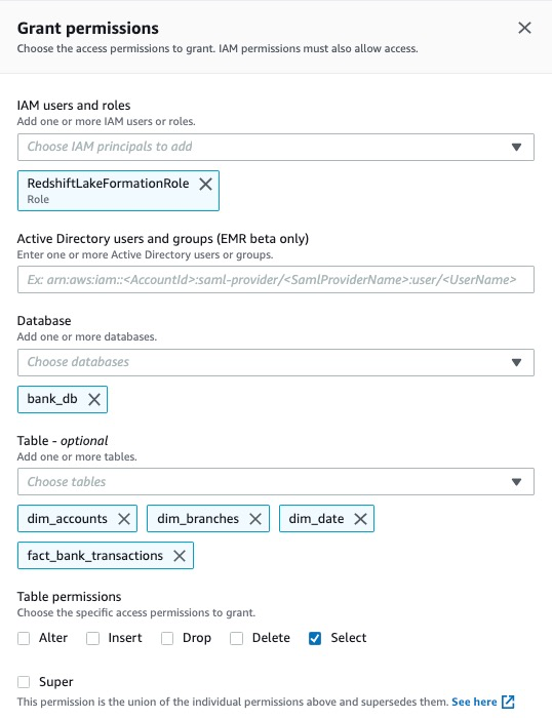 Grant permissions
Choose the access permissions to grant. IAM permissions must also allow access.
IAM users and roles
Add one or more IAM users or roles.
Choose IAM principals to add
RedshiftLakeFormationRole
Role
Active Directory users and groups (EMR beta only)
Enter one or more Active Directory users or groups.
Ex: arn:aws:iam::<AccountId>:saml-provider/<SamlProviderName>:user/<UserName>
Database
Add one or more databases.
Choose databases
bank_db
Table - optional
Add one or more tables.
Choose tables
dim_accounts dim_branches dim_date
fact_bank_transactions
Table permissions
Choose the specific access permissions to grant.
Alter Insert Drop Delete Select
Super
This permission is the union of the individual permissions above and supersedes them. See here